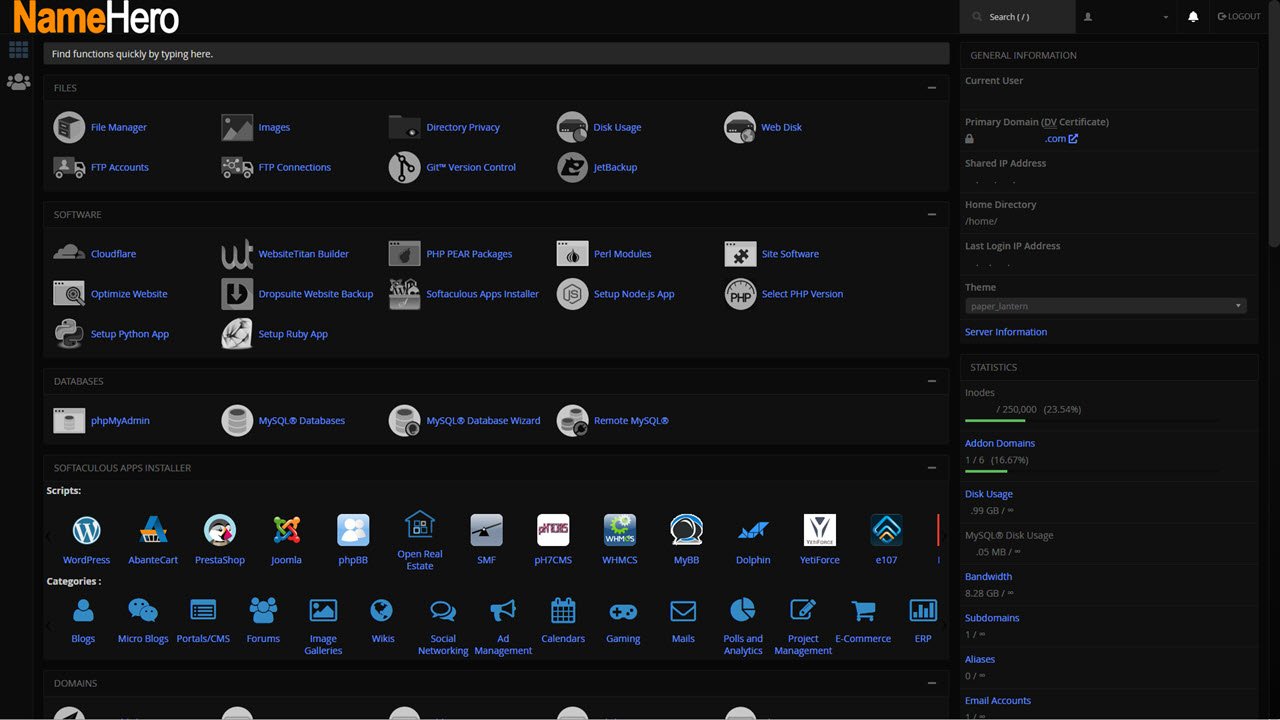 NameHero
Search ( / )
LOGOUT
Find functions quickly by typing here.
FILES
File Manager
Images
Directory Privacy
Disk Usage
Web Disk
FTP Accounts
FTP Connections
Git™ Version Control
JetBackup
SOFTWARE
Cloudflare
WebsiteTitan Builder
PHP PEAR Packages
Perl Modules
Site Software
Optimize Website
Dropsuite Website Backup
Softaculous Apps Installer
Setup Node.js App
PHP
Select PHP Version
Setup Python App
Setup Ruby App
DATABASES
phpMyAdmin
MySQL® Databases
MySQL® Database Wizard
Remote MySQL®
SOFTACULOUS APPS INSTALLER
Scripts:
WordPress
AbanteCart
PrestaShop
Joomla
phpBB
Open Real
Estate
SMF
pH7CMS
WHMCS
MyBB
Dolphin
YetiForce
e107
Categories :
Blogs
Micro Blogs
Portals/CMS
Forums
Image
Galleries
Wikis
Social
Networking
Ad
Management
Calendars
Gaming
Mails
Polls and
Analytics
Project
Management
E-Commerce
ERP
DOMAINS
GENERAL INFORMATION
Current User
Primary Domain (DV Certificate)
.com
Shared IP Address
. . .
Home Directory
/home/
Last Login IP Address
. . .
Theme
paper_lantern
Server Information
STATISTICS
Inodes
/ 250,000 (23.54%)
Addon Domains
1 / 6 (16.67%)
Disk Usage
.99 GB / ∞
MySQL® Disk Usage
.05 MB / ∞
Bandwidth
8.28 GB / ∞
Subdomains
1 / ∞
Aliases
0 / ∞
Email Accounts
1 / ∞